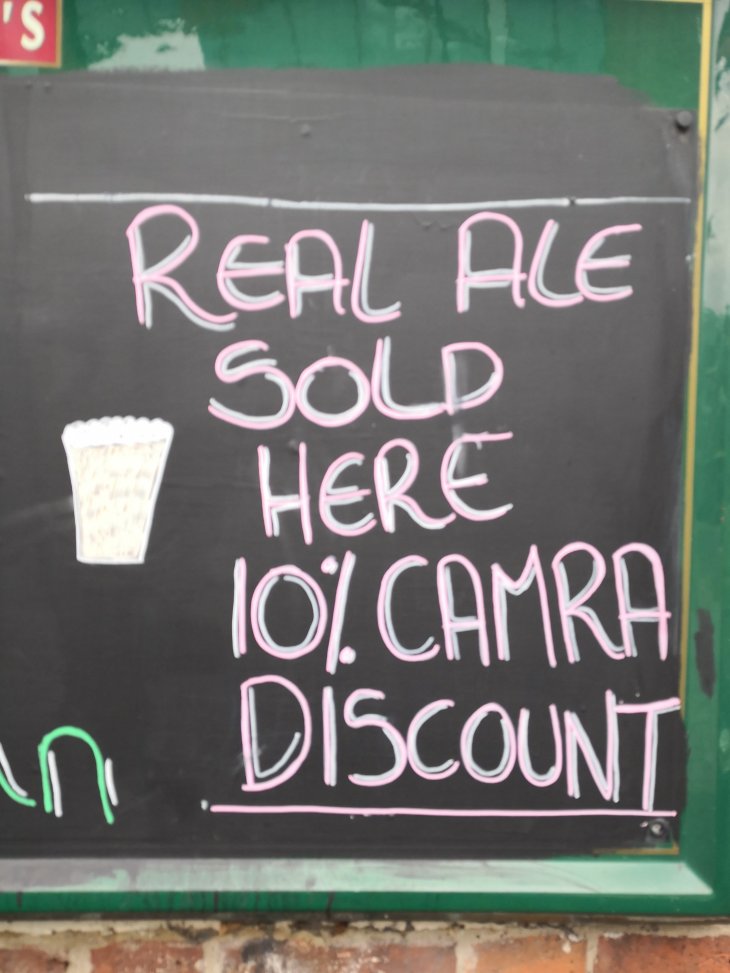 'S
REAL ALE
SOLD
HERE
10% CAMRA
DISCOUNT